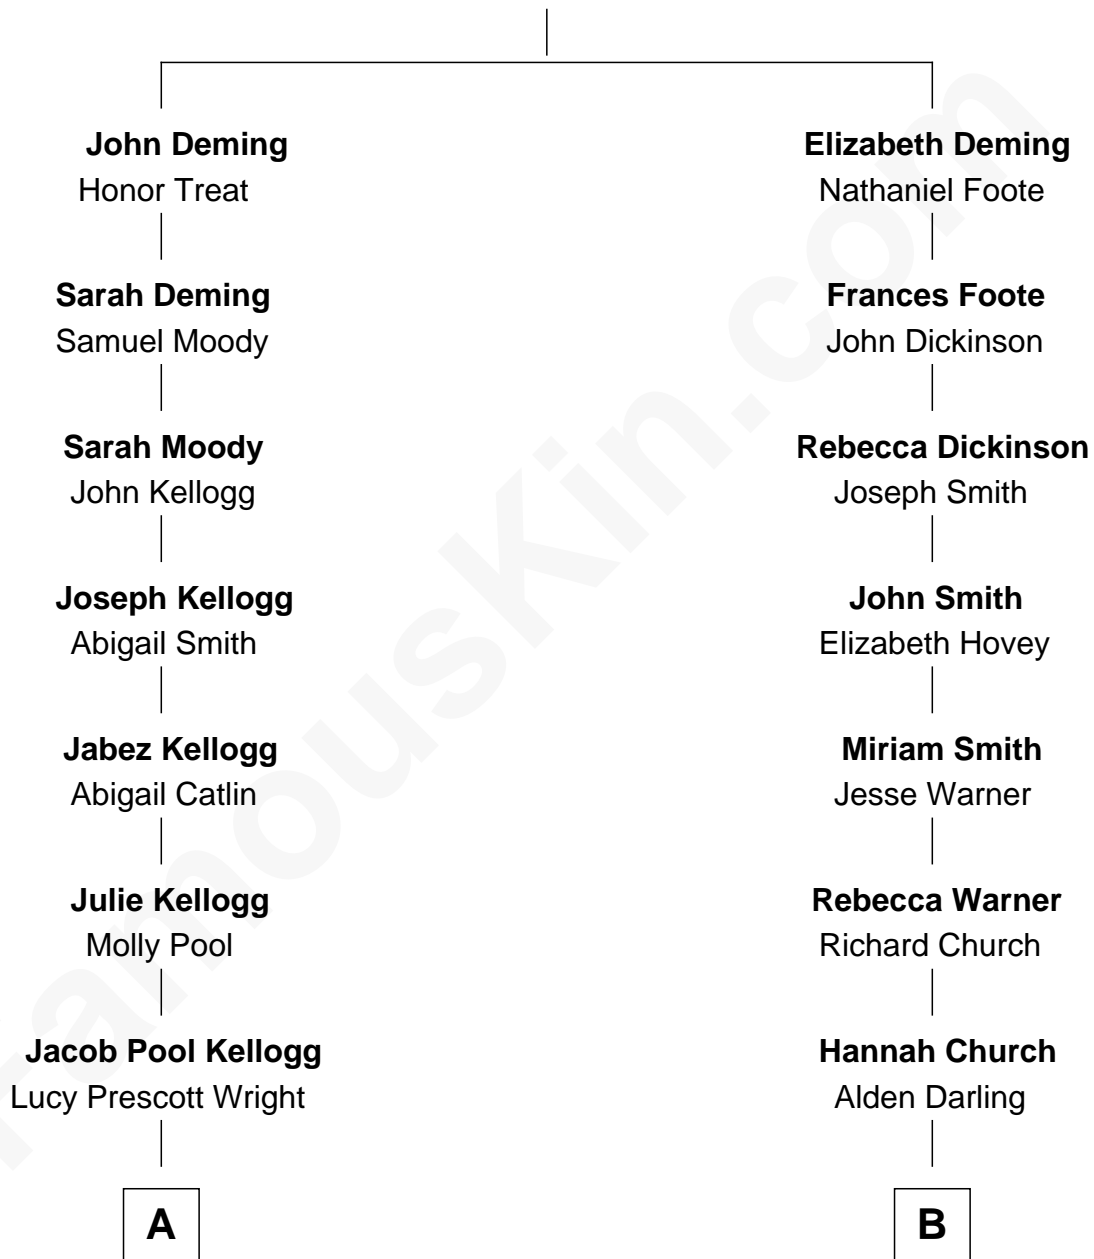 John Deming
Honor Treat
Sarah Deming
Samuel Moody
Sarah Moody
John Kellogg
Joseph Kellogg
Abigail Smith
Jabez Kellogg
Abigail Catlin
Julie Kellogg
Molly Pool
Jacob Pool Kellogg
Lucy Prescott Wright
A
Elizabeth Deming
Nathaniel Foote
Frances Foote
John Dickinson
Rebecca Dickinson
Joseph Smith
John Smith
Elizabeth Hovey
Miriam Smith
Jesse Warner
Rebecca Warner
Richard Church
Hannah Church
Alden Darling
B
FamousKin.com